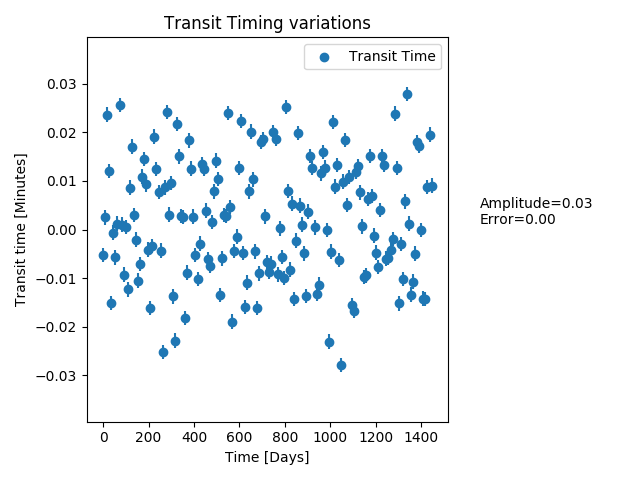 Transit Timing variations
Transit Time
0.03
0.02
0.01
0.00
−0.01
−0.02
−0.03
Transit time [Minutes]
0 200 400 600 800 1000 1200 1400
Time [Days]
Amplitude=0.03
Error=0.00